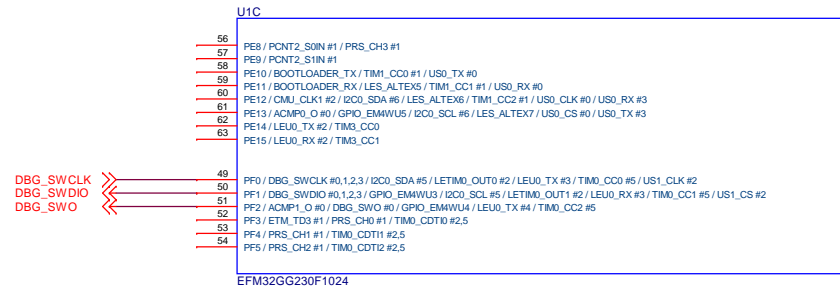 U1C
56 PE8 / PCNT2_S0IN #1 / PRS_CH3 #1
57 PE9 / PCNT2_S1IN #1
58 PE10 / BOOTLOADER_TX / TIM1_CC0 #1 / US0_TX #0
59 PE11 / BOOTLOADER_RX / LES_ALTEX5 / TIM1_CC1 #1 / US0_RX #0
60 PE12 / CMU_CLK1 #2 / I2C0_SDA #6 / LES_ALTEX6 / TIM1_CC2 #1 / US0_CLK #0 / US0_RX #3
61 PE13 / ACMP0_O #0 / GPIO_EM4WU5 / I2C0_SCL #6 / LES_ALTEX7 / US0_CS #0 / US0_TX #3
62 PE14 / LEU0_TX #2 / TIM3_CC0
63 PE15 / LEU0_RX #2 / TIM3_CC1
DBG_SWCLK 49 PF0 / DBG_SWCLK #0,1,2,3 / I2C0_SDA #5 / LETIM0_OUT0 #2 / LEU0_TX #3 / TIM0_CC0 #5 / US1_CLK #2
DBG_SWDIO 50 PF1 / DBG_SWDIO #0,1,2,3 / GPIO_EM4WU3 / I2C0_SCL #5 / LETIM0_OUT1 #2 / LEU0_RX #3 / TIM0_CC1 #5 / US1_CS #2
DBG_SWO 51 PF2 / ACMP1_O #0 / DBG_SWO #0 / GPIO_EM4WU4 / LEU0_TX #4 / TIM0_CC2 #5
52 PF3 / ETM_TD3 #1 / PRS_CH0 #1 / TIM0_CDTI0 #2,5
53 PF4 / PRS_CH1 #1 / TIM0_CDTI1 #2,5
54 PF5 / PRS_CH2 #1 / TIM0_CDTI2 #2,5
EFM32GG230F1024